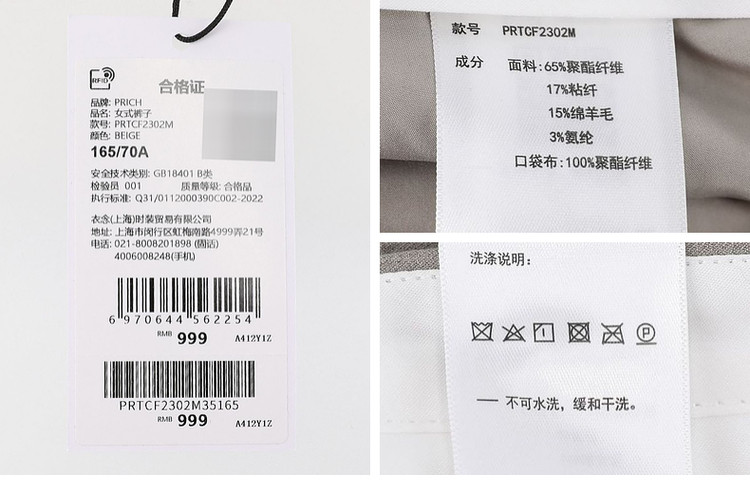 RFID
合格证
品牌: PRICH
品名: 女式裤子
款号: PRTCF2302M
颜色: BEIGE
165/70A
安全技术类别: GB18401 B类
检验员 001 质量等级: 合格品
执行标准: Q31/0112000390C002-2022
衣念(上海)时装贸易有限公司
地址: 上海市闵行区虹梅南路4999弄21号
电话: 021-8008201898 (固话)
4006008248(手机)
6 970644 562254
RMB 999 A412Y1Z
PRTCF2302M35165
RMB 999 A412Y1Z
款号 PRTCF2302M
成分 面料:65%聚酯纤维
17%粘纤
15%绵羊毛
3%氨纶
口袋布:100%聚酯纤维
洗涤说明:
P
一 不可水洗，缓和干洗。